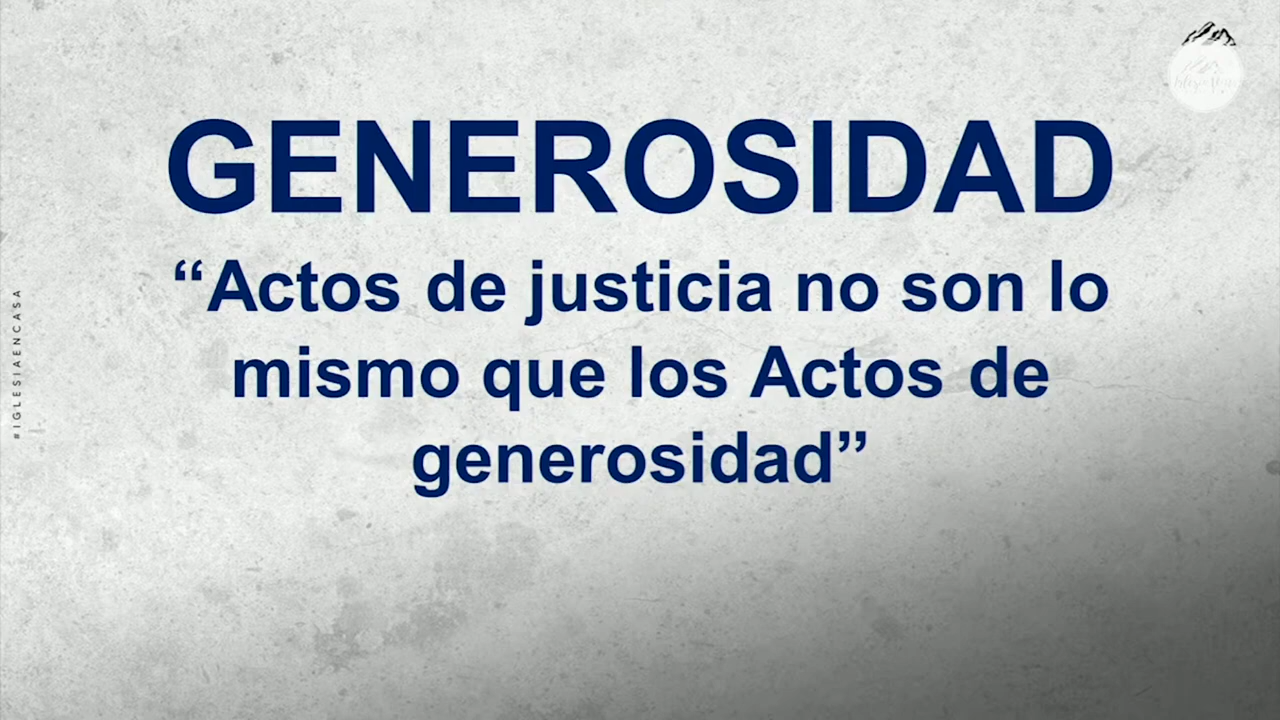 GENEROSIDAD
“Actos de justicia no son lo
mismo que los Actos de
generosidad”
#IGLESIAENCASA